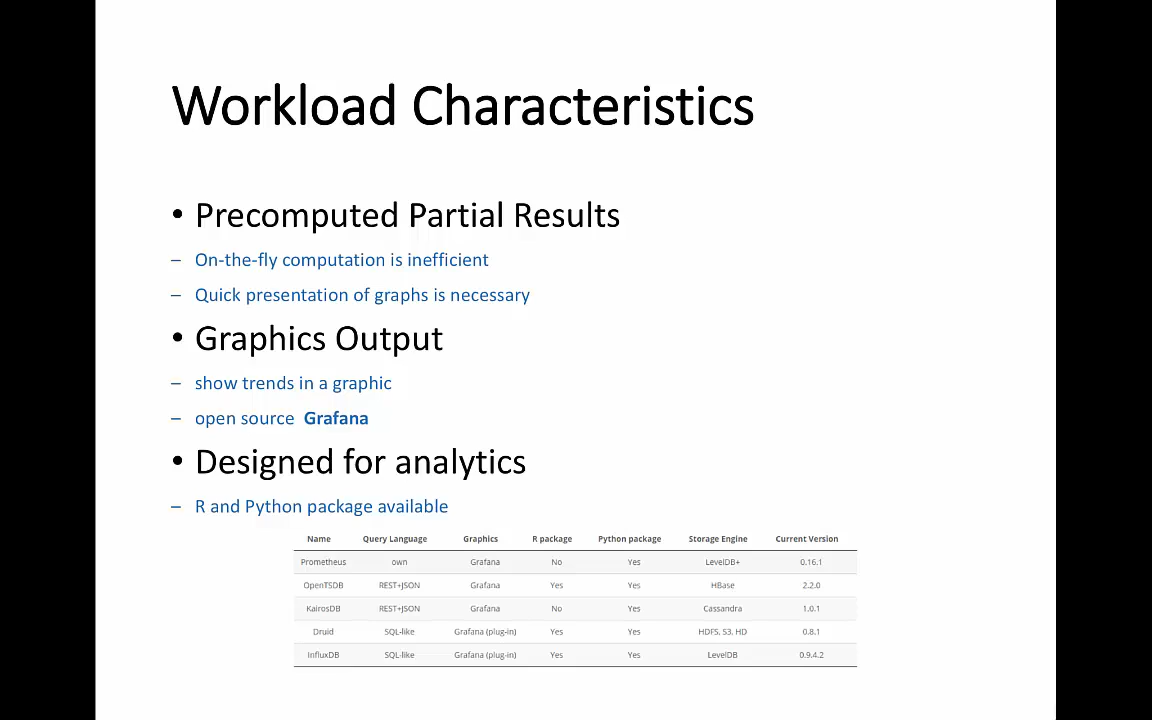 Workload Characteristics
• Precomputed Partial Results
– On-the-fly computation is inefficient
– Quick presentation of graphs is necessary
• Graphics Output
– show trends in a graphic
– open source Grafana
• Designed for analytics
– R and Python package available
Name Query Language Graphics R package Python package Storage Engine Current Version
Prometheus own Grafana No Yes LevelDB+ 0.16.1
OpenTSDB REST+JSON Grafana Yes Yes HBase 2.2.0
KairosDB REST+JSON Grafana No Yes Cassandra 1.0.1
Druid SQL-like Grafana (plug-in) Yes Yes HDFS, S3, HD 0.8.1
InfluxDB SQL-like Grafana (plug-in) Yes Yes LevelDB 0.9.4.2